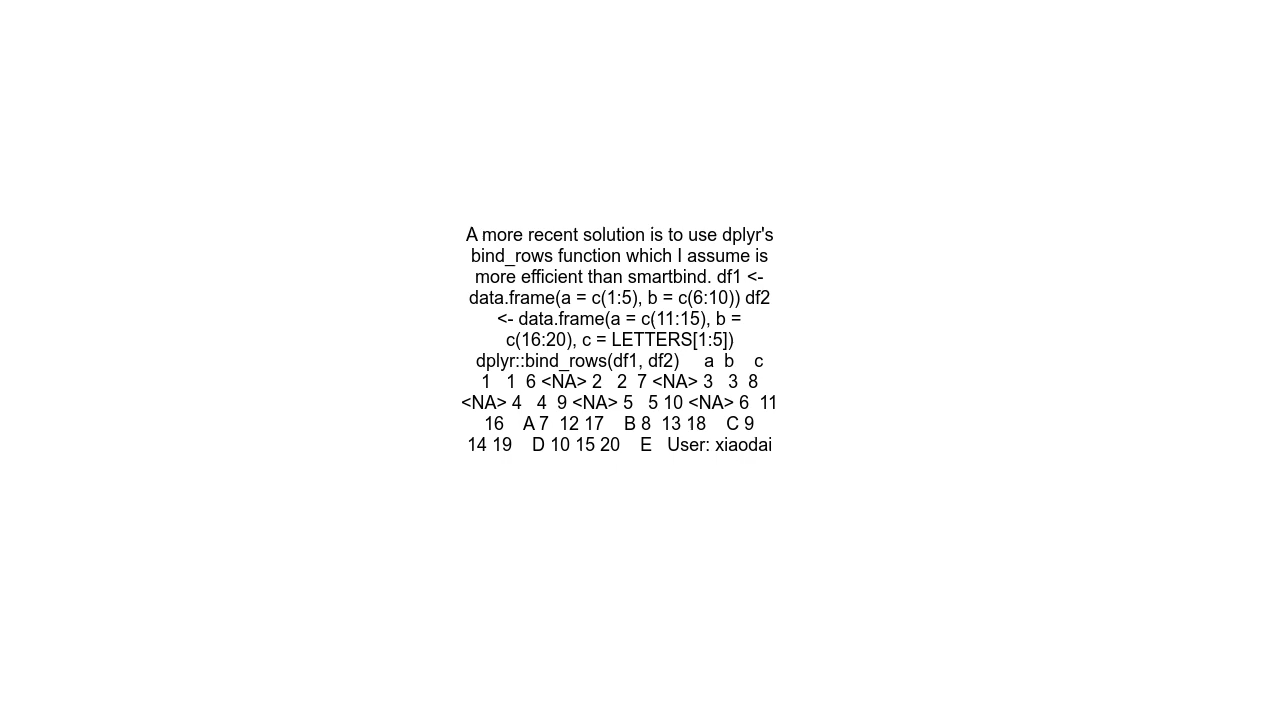 A more recent solution is to use dplyr's
bind_rows function which I assume is
more efficient than smartbind. df1 <-
data.frame(a = c(1:5), b = c(6:10)) df2
<- data.frame(a = c(11:15), b =
c(16:20), c = LETTERS[1:5])
dplyr::bind_rows(df1, df2)     a  b    c
1   1  6 <NA> 2   2  7 <NA> 3   3  8
<NA> 4   4  9 <NA> 5   5 10 <NA> 6  11
16    A 7  12 17    B 8  13 18    C 9
14 19    D 10 15 20    E   User: xiaodai